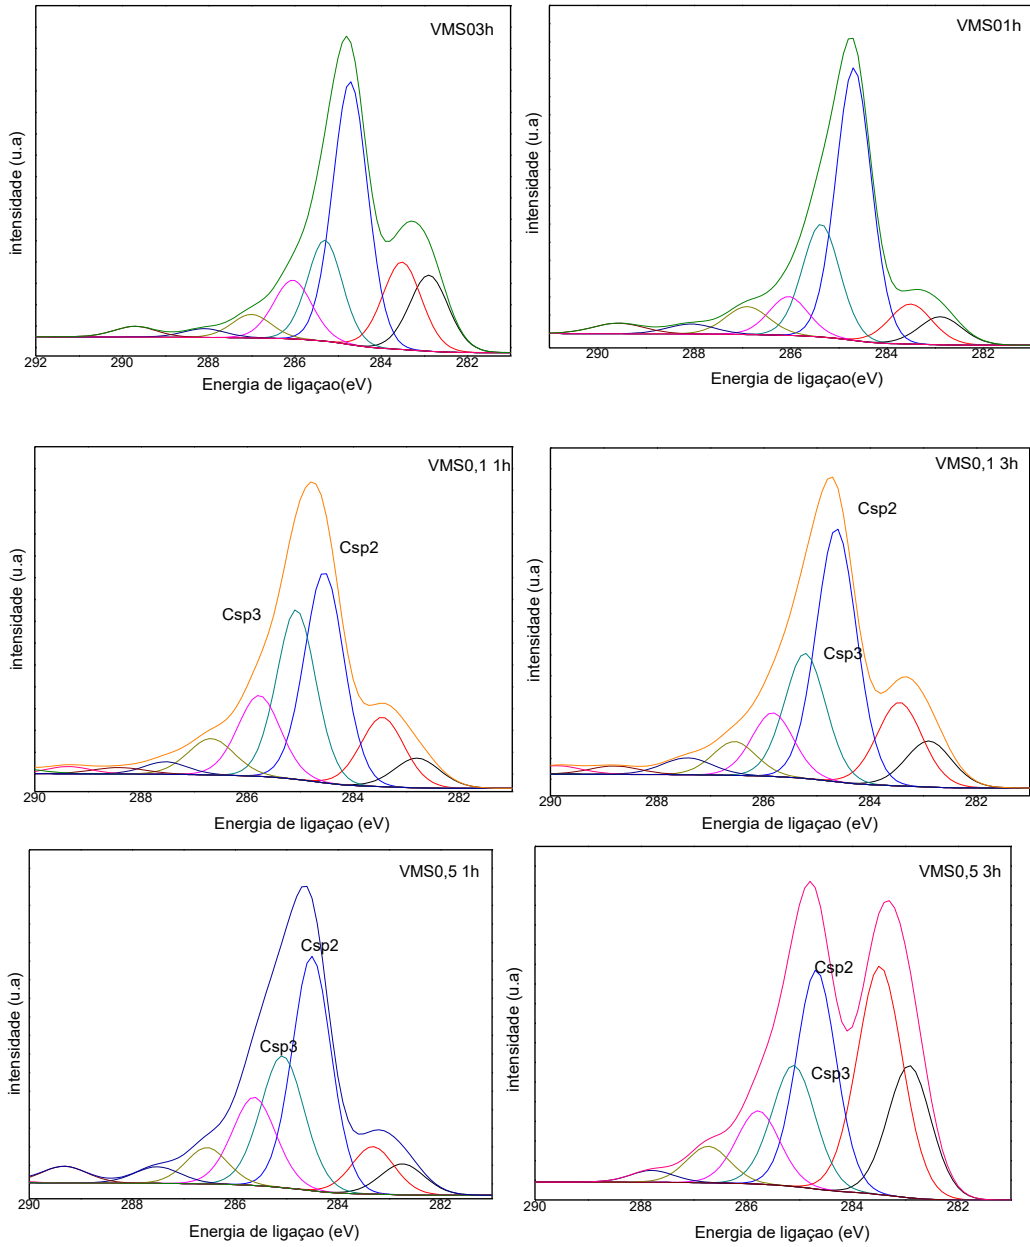 VMS03h
intensidade (u.a)
292 290 288 286 284 282
Energia de ligaçao(eV)
VMS01h
intensidade (u.a)
290 288 286 284 282
Energia de ligaçao(eV)
VMS0,1 1h
Csp2
Csp3
intensidade (u.a)
290 288 286 284 282
Energia de ligaçao (eV)
VMS0,1 3h
Csp2
Csp3
intensidade (u.a)
290 288 286 284 282
Energia de ligaçao (eV)
VMS0,5 1h
Csp2
Csp3
intensidade (u.a)
290 288 286 284 282
Energia de ligaçao (eV)
VMS0,5 3h
Csp2
Csp3
intensidade (u.a)
290 288 286 284 282
Energia de ligaçao (eV)